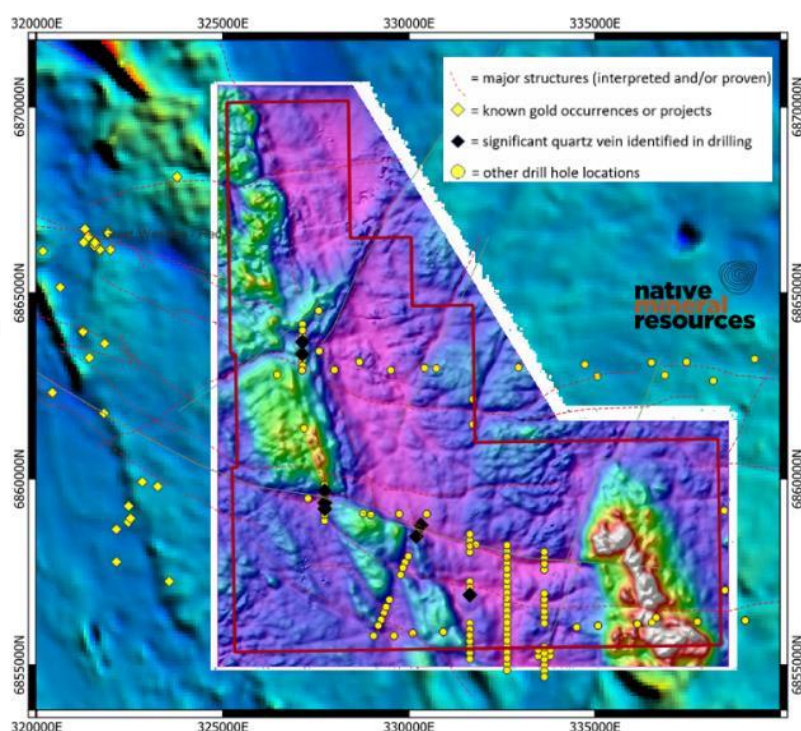 320000E 325000E 330000E 335000E
6870000N
6870000N
= major structures (interpreted and/or proven)
= known gold occurrences or projects
= significant quartz vein identified in drilling
= other drill hole locations
6865000N
6865000N
native
mineral
resources
6860000N
6860000N
6855000N
6855000N
320000E 325000E 330000E 335000E